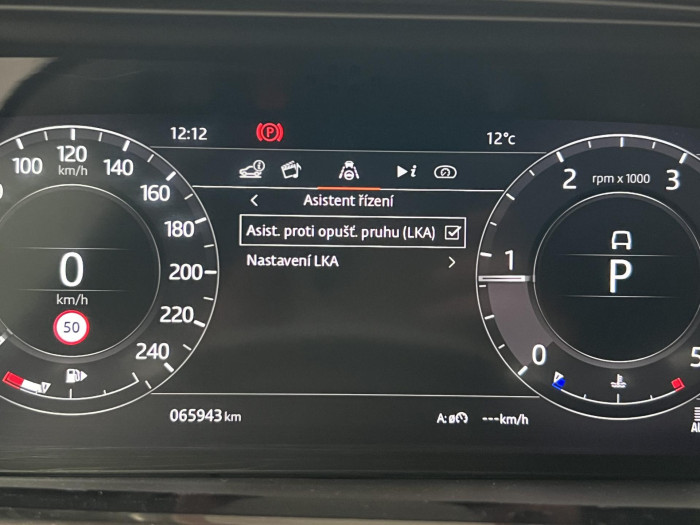 12:12
P
12°c
100
120
km/h
140
160
180
200
220
240
0
km/h
50
Asistent řízení
Asist. proti opušť. pruhu (LKA)
Nastavení LKA
i
0
1
2
rpm x 1000
3
5
P
065943 km
A:
---km/h